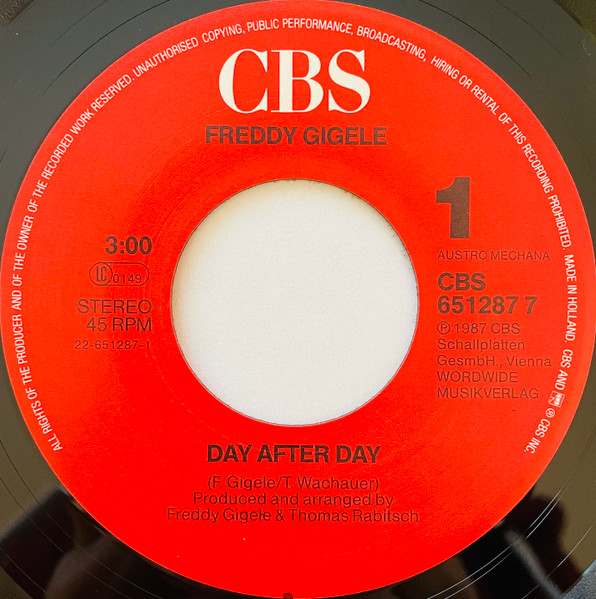 ALL RIGHTS OF THE PRODUCER AND OF THE OWNER OF THE RECORDED WORK RESERVED. UNAUTHORISED COPYING, PUBLIC PERFORMANCE, BROADCASTING, HIRING OR RENTAL OF THIS RECORDING PROHIBITED. MADE IN HOLLAND. CBS AND ® CBS INC.
CBS
FREDDY GIGELE
1
3:00
LC 0149
STEREO
45 RPM
22-651287-1
AUSTRO MECHANA
CBS
651287 7
℗ 1987 CBS
Schallplatten
GesmbH., Vienna
WORDWIDE
MUSIKVERLAG
DAY AFTER DAY
(F. Gigele/T. Wachauer)
Produced and arranged by
Freddy Gigele & Thomas Rabitsch